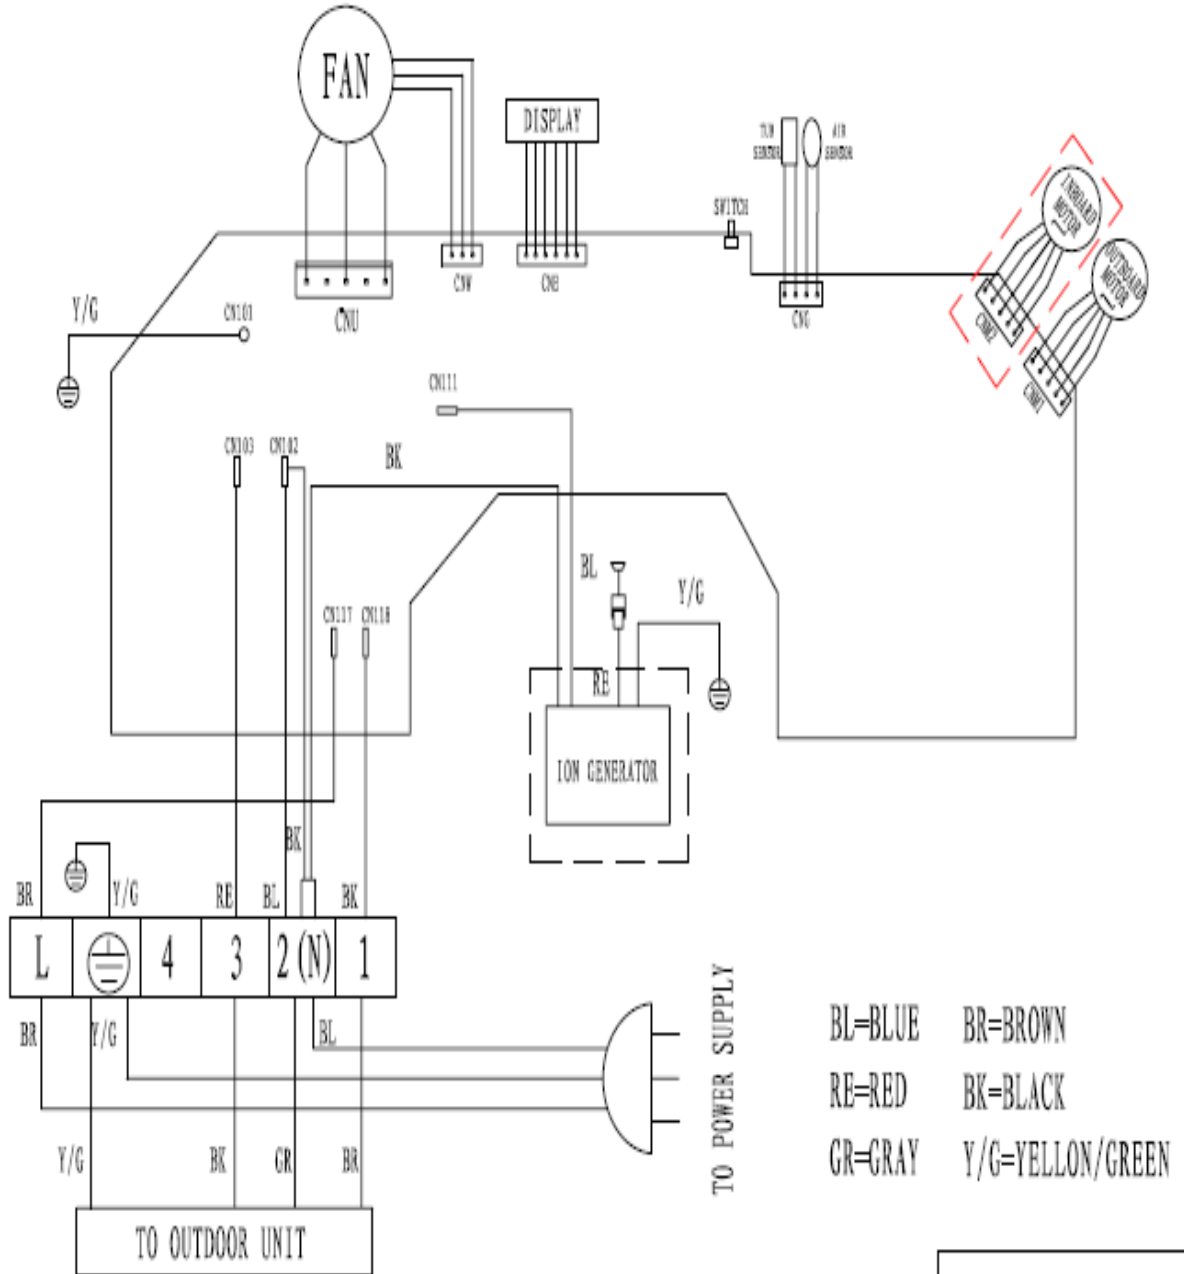 FAN
DISPLAY
TUB
SENSOR
AIR
SENSOR
INBOARD
MOTOR
OUTBOARD
MOTOR
SWITCH
CNW
CNU
CNG
CNM2
CNM1
Y/G
CN101
CN111
CN103
CN102
BK
BL
Y/G
CN117
CN118
RE
ION GENERATOR
BK
BR
Y/G
RE
BL
BK
L
4
3
2(N)
1
BR
Y/G
BL
Y/G
BK
GR
BR
TO OUTDOOR UNIT
TO POWER SUPPLY
BL=BLUE
BR=BROWN
RE=RED
BK=BLACK
GR=GRAY
Y/G=YELLON/GREEN